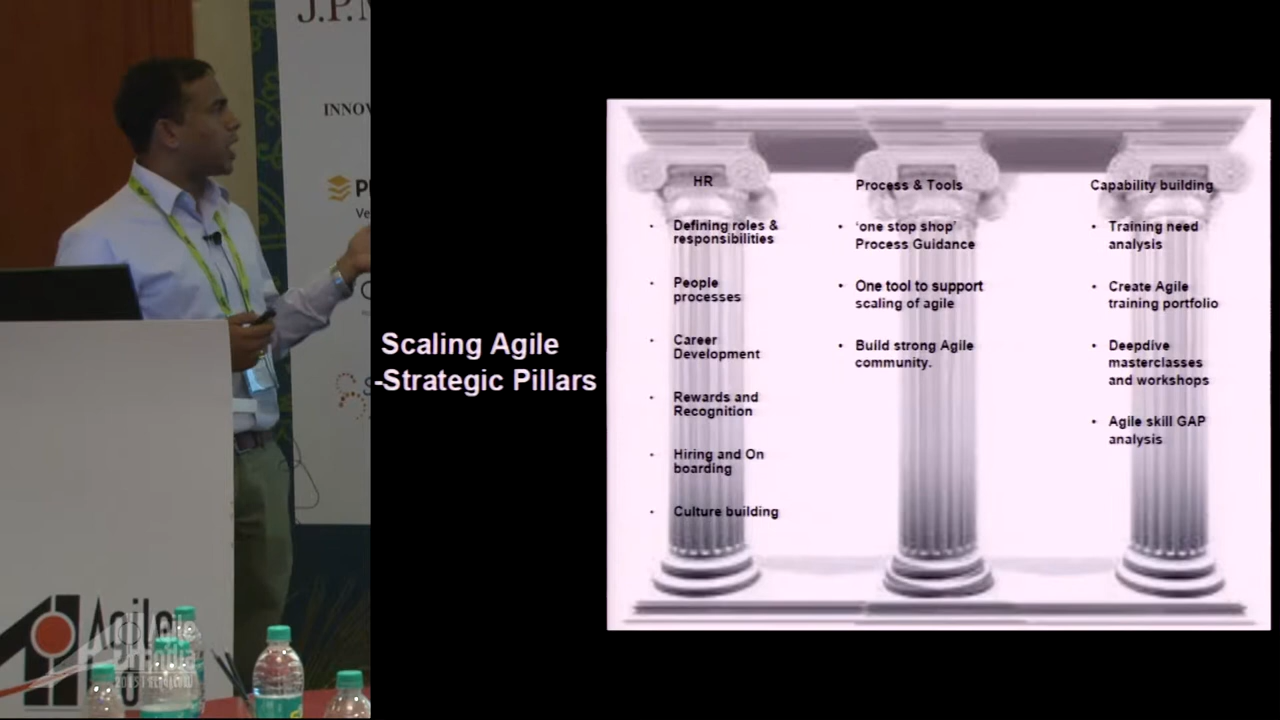 J.P.
INNOV
Scaling Agile
-Strategic Pillars
HR
• Defining roles &
responsibilities
• People
processes
• Career
Development
• Rewards and
Recognition
• Hiring and On
boarding
• Culture building
Process & Tools
• ‘one stop shop’
Process Guidance
• One tool to support
scaling of agile
• Build strong Agile
community.
Capability building
• Training need
analysis
• Create Agile
training portfolio
• Deepdive
masterclasses
and workshops
• Agile skill GAP
analysis
Agile